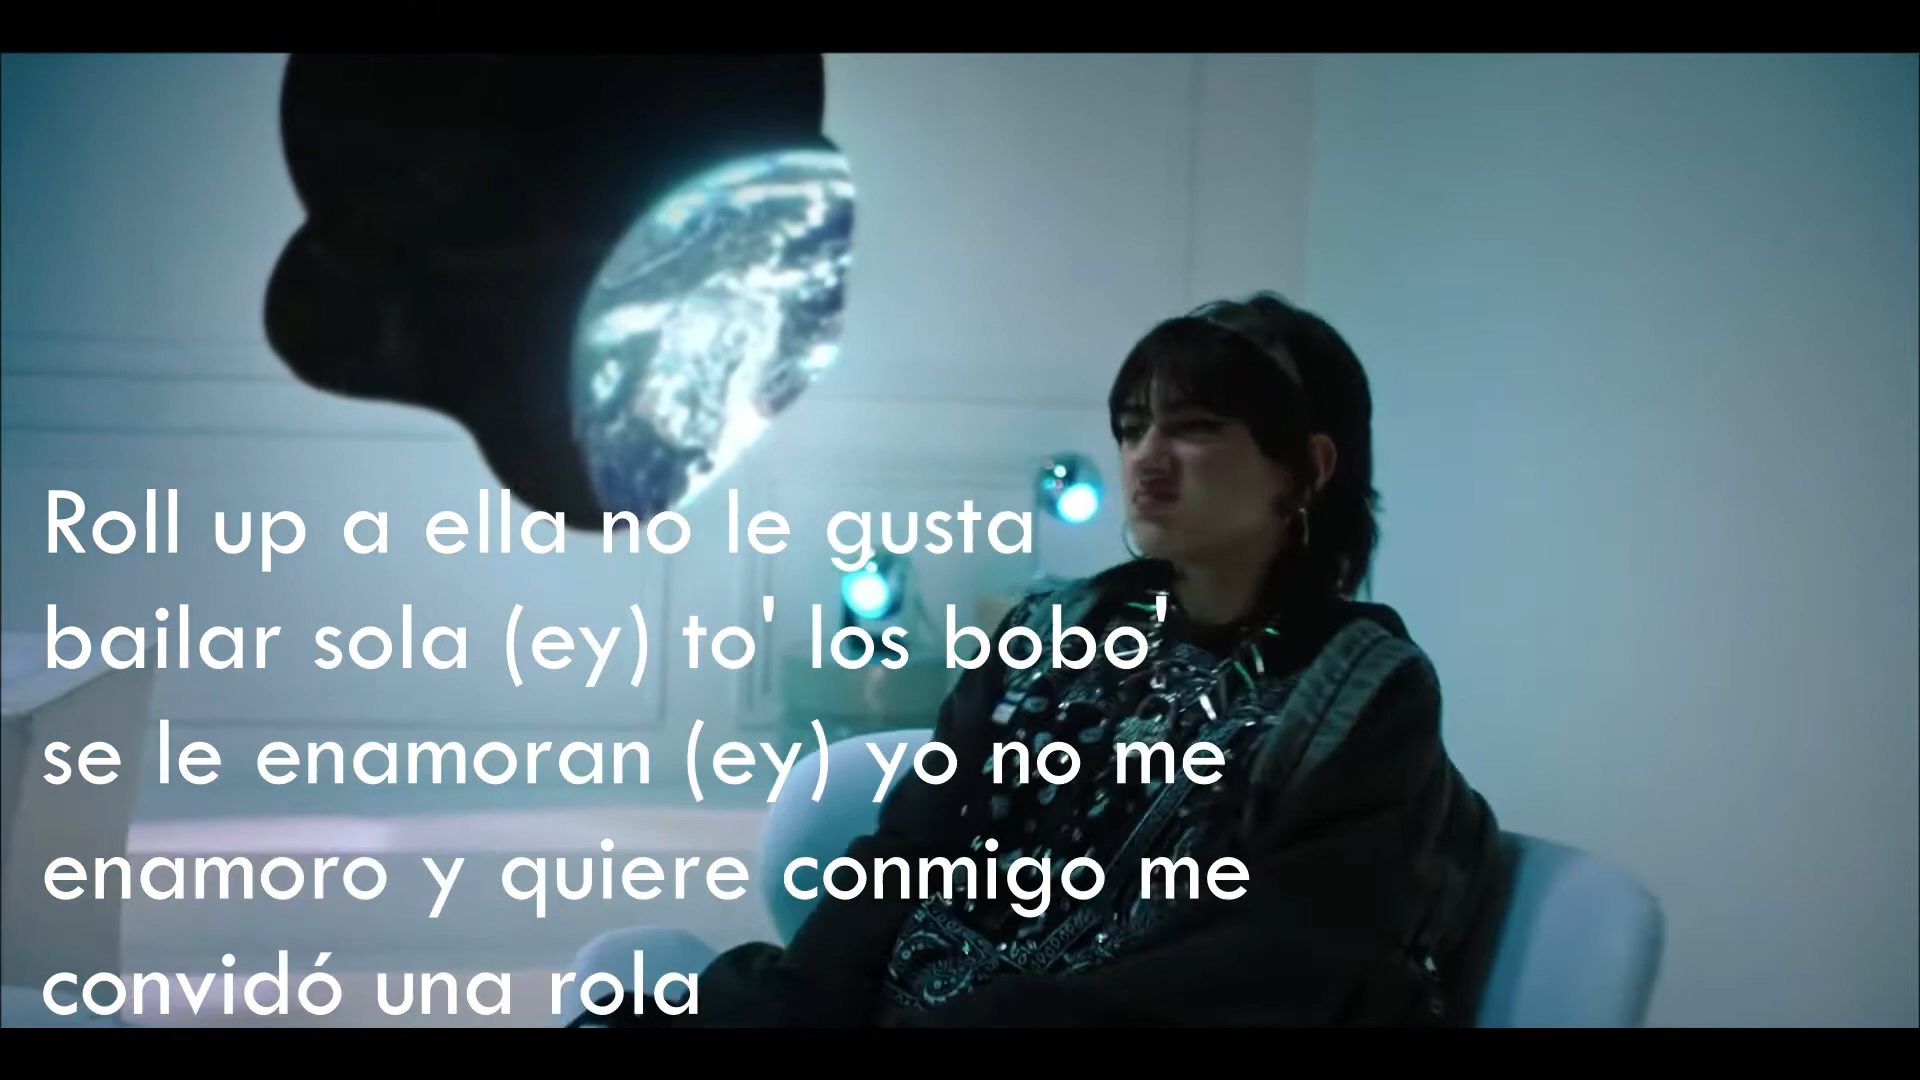 Roll up a ella no le gusta
bailar sola (ey) to' los bobo'
se le enamoran (ey) yo no me
enamoro y quiere conmigo me
convidó una rola